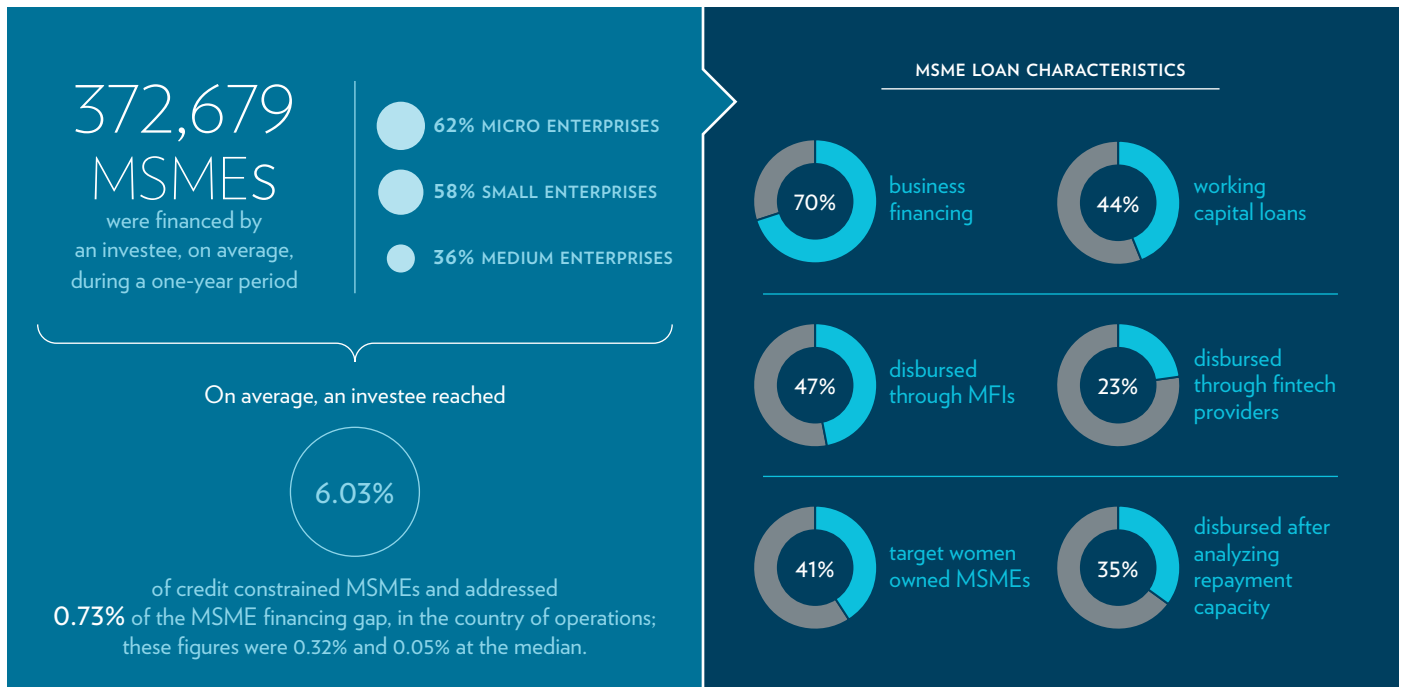 372,679
MSMEs
were financed by
an investee, on average,
during a one-year period
62% MICRO ENTERPRISES
58% SMALL ENTERPRISES
36% MEDIUM ENTERPRISES
On average, an investee reached
6.03%
of credit constrained MSMEs and addressed
0.73% of the MSME financing gap, in the country of operations;
these figures were 0.32% and 0.05% at the median.
MSME LOAN CHARACTERISTICS
70%
business
financing
44%
working
capital loans
47%
disbursed
through MFIs
23%
disbursed
through fintech
providers
41%
target women
owned MSMEs
35%
disbursed after
analyzing
repayment
capacity